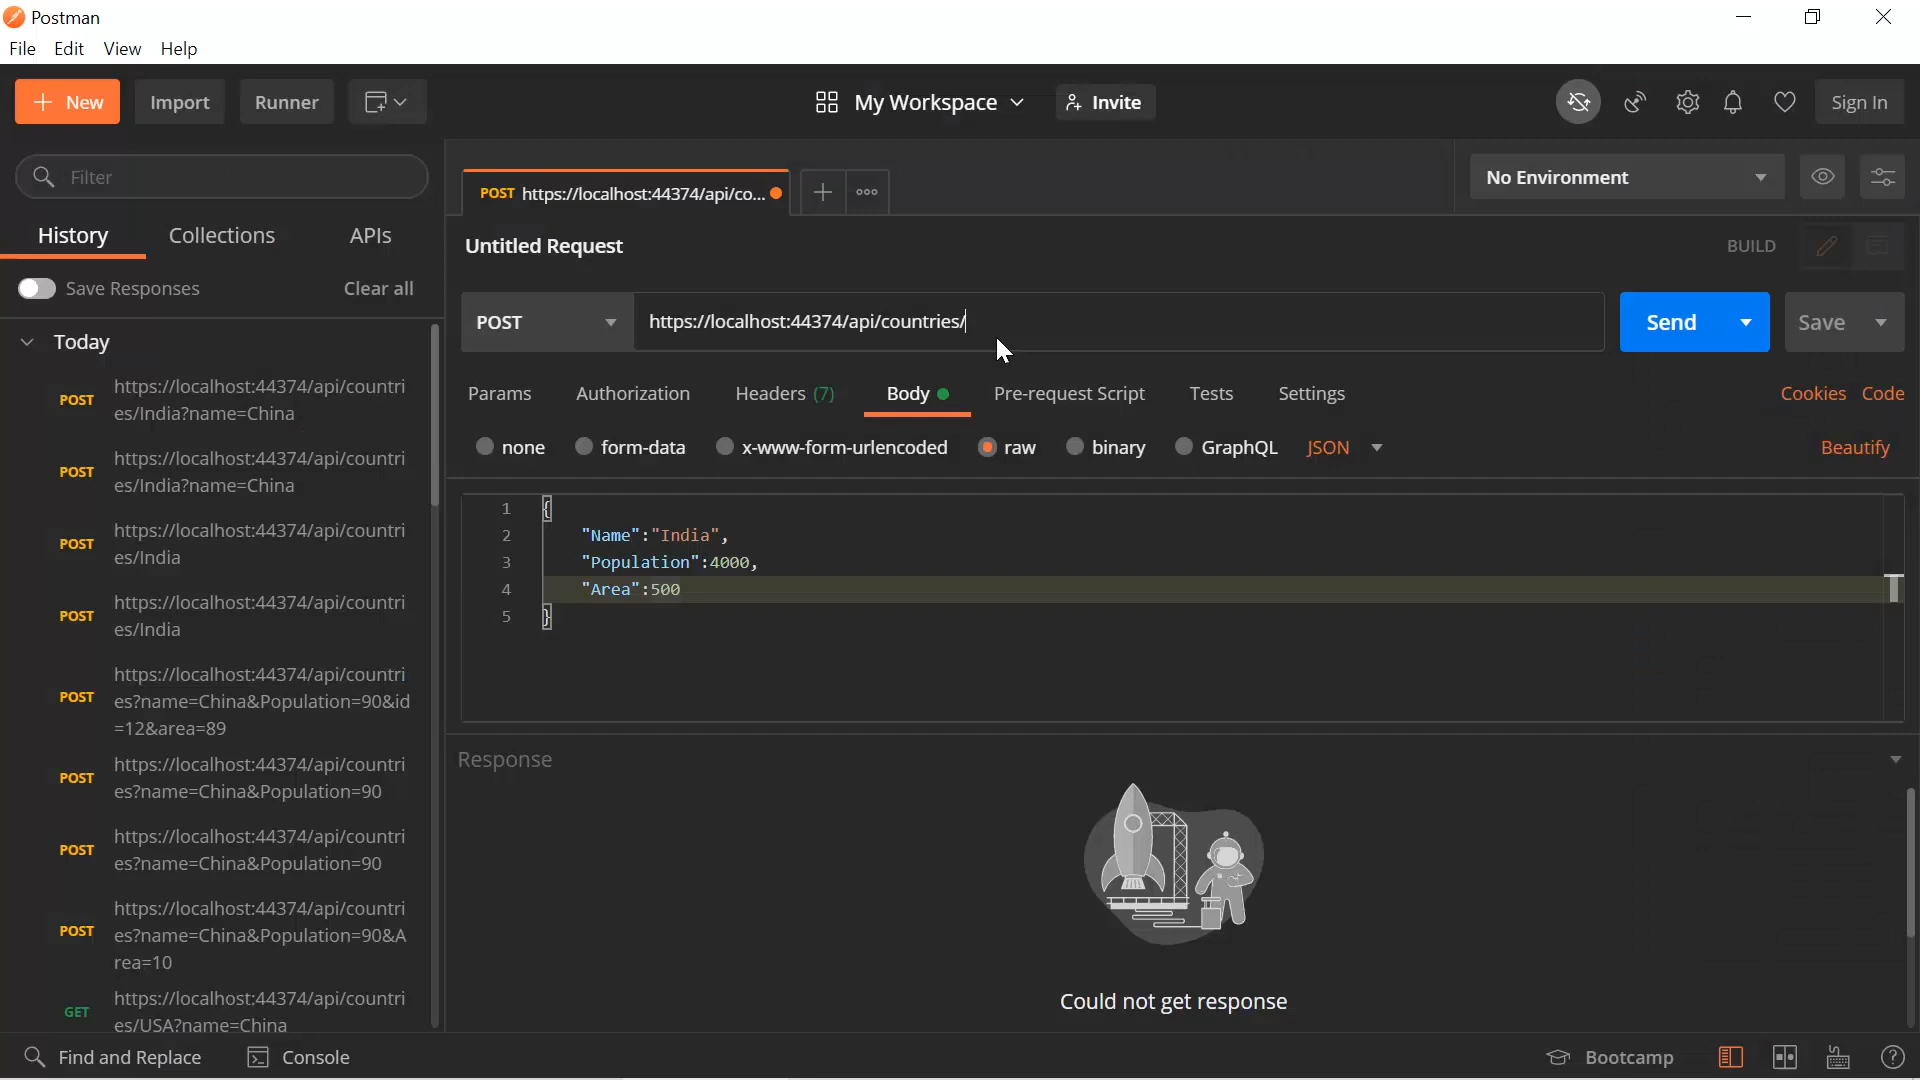 Postman
File Edit View Help
New Import Runner My Workspace Invite Sign In
Filter
History Collections APIs
Save Responses Clear all
Today
POST https://localhost:44374/api/countri
es/India?name=China
POST https://localhost:44374/api/countri
es/India?name=China
POST https://localhost:44374/api/countri
es/India
POST https://localhost:44374/api/countri
es/India
POST https://localhost:44374/api/countri
es?name=China&Population=90&id
=12&area=89
POST https://localhost:44374/api/countri
es?name=China&Population=90
POST https://localhost:44374/api/countri
es?name=China&Population=90
POST https://localhost:44374/api/countri
es?name=China&Population=90&A
rea=10
GET https://localhost:44374/api/countri
es/USA?name=China
POST https://localhost:44374/api/co...
No Environment
Untitled Request BUILD
POST https://localhost:44374/api/countries/ Send Save
Params Authorization Headers (7) Body Pre-request Script Tests Settings Cookies Code
none form-data x-www-form-urlencoded raw binary GraphQL JSON Beautify
1 {
2 "Name":"India",
3 "Population":4000,
4 "Area":500
5 }
Response
Could not get response
Find and Replace Console Bootcamp